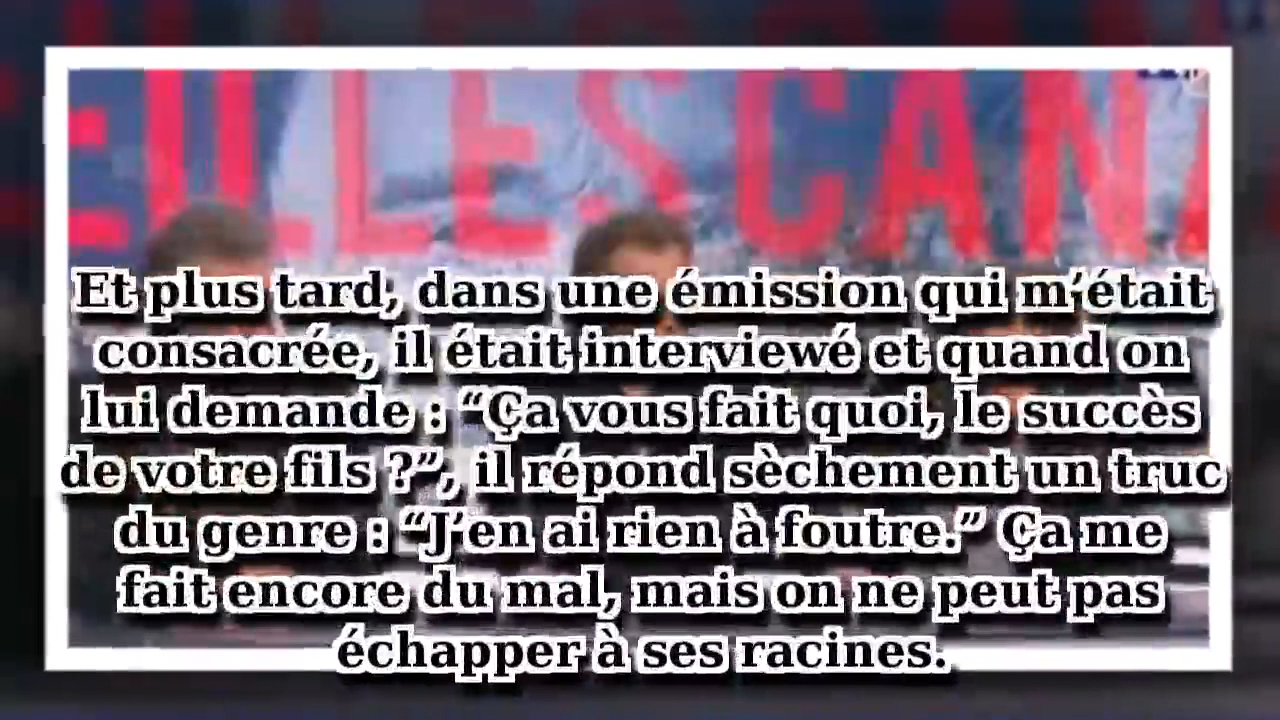 EILLES CAN
Et plus tard, dans une émission qui m’était
consacrée, il était interviewé et quand on
lui demande : “Ça vous fait quoi, le succès
de votre fils ?”, il répond sèchement un truc
du genre : “J’en ai rien à foutre.” Ça me
fait encore du mal, mais on ne peut pas
échapper à ses racines.